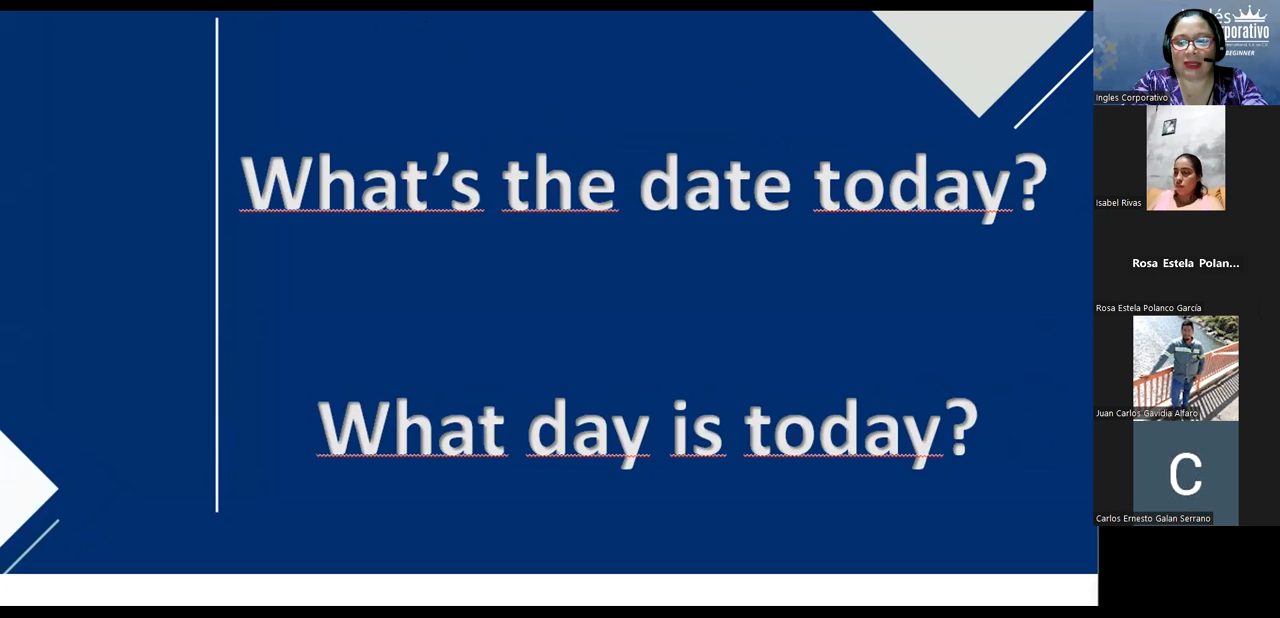 What's the date today?
What day is today?
BEGINNER
Ingles Corporativo
Isabel Rivas
Rosa Estela Polan...
Rosa Estela Polanco García
Juan Carlos Gavidia Alfaro
C
Carlos Ernesto Galan Serrano